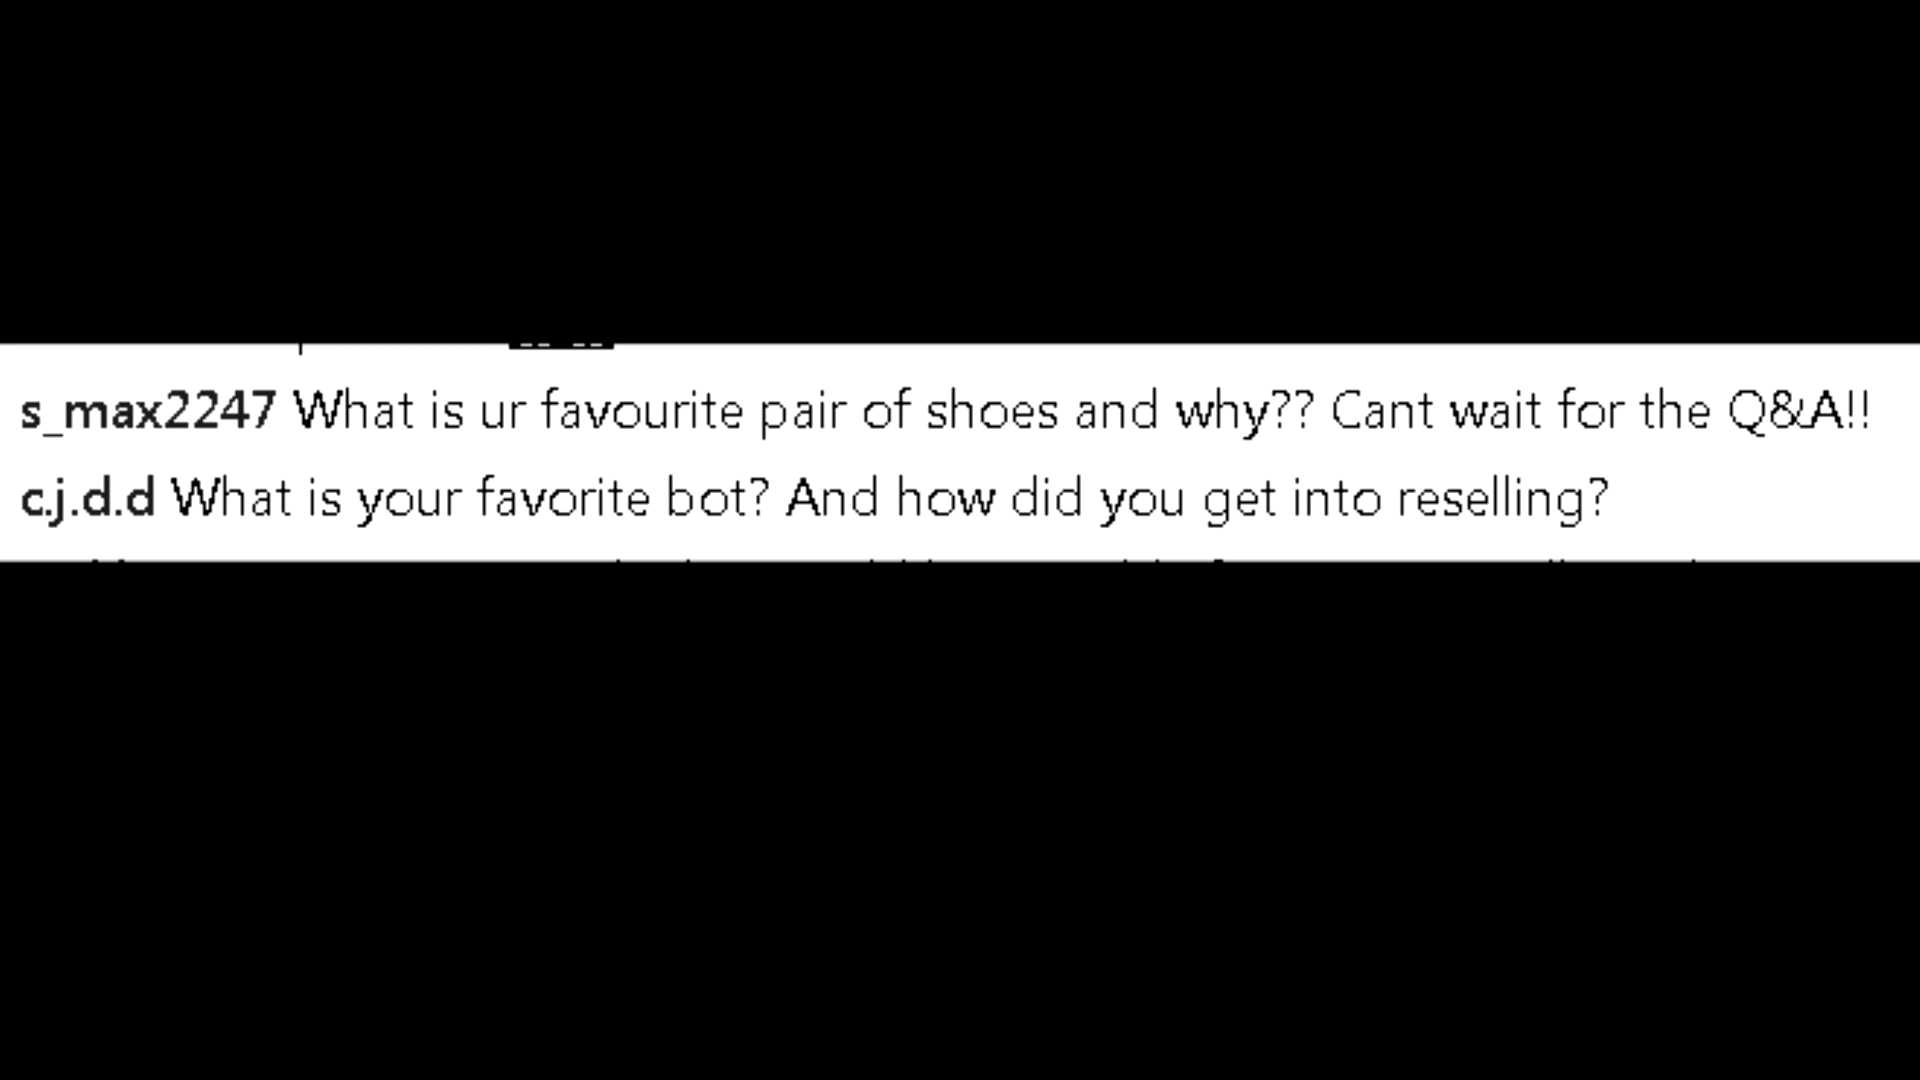 s_max2247 What is ur favourite pair of shoes and why?? Cant wait for the Q&A!!
c.j.d.d What is your favorite bot? And how did you get into reselling?